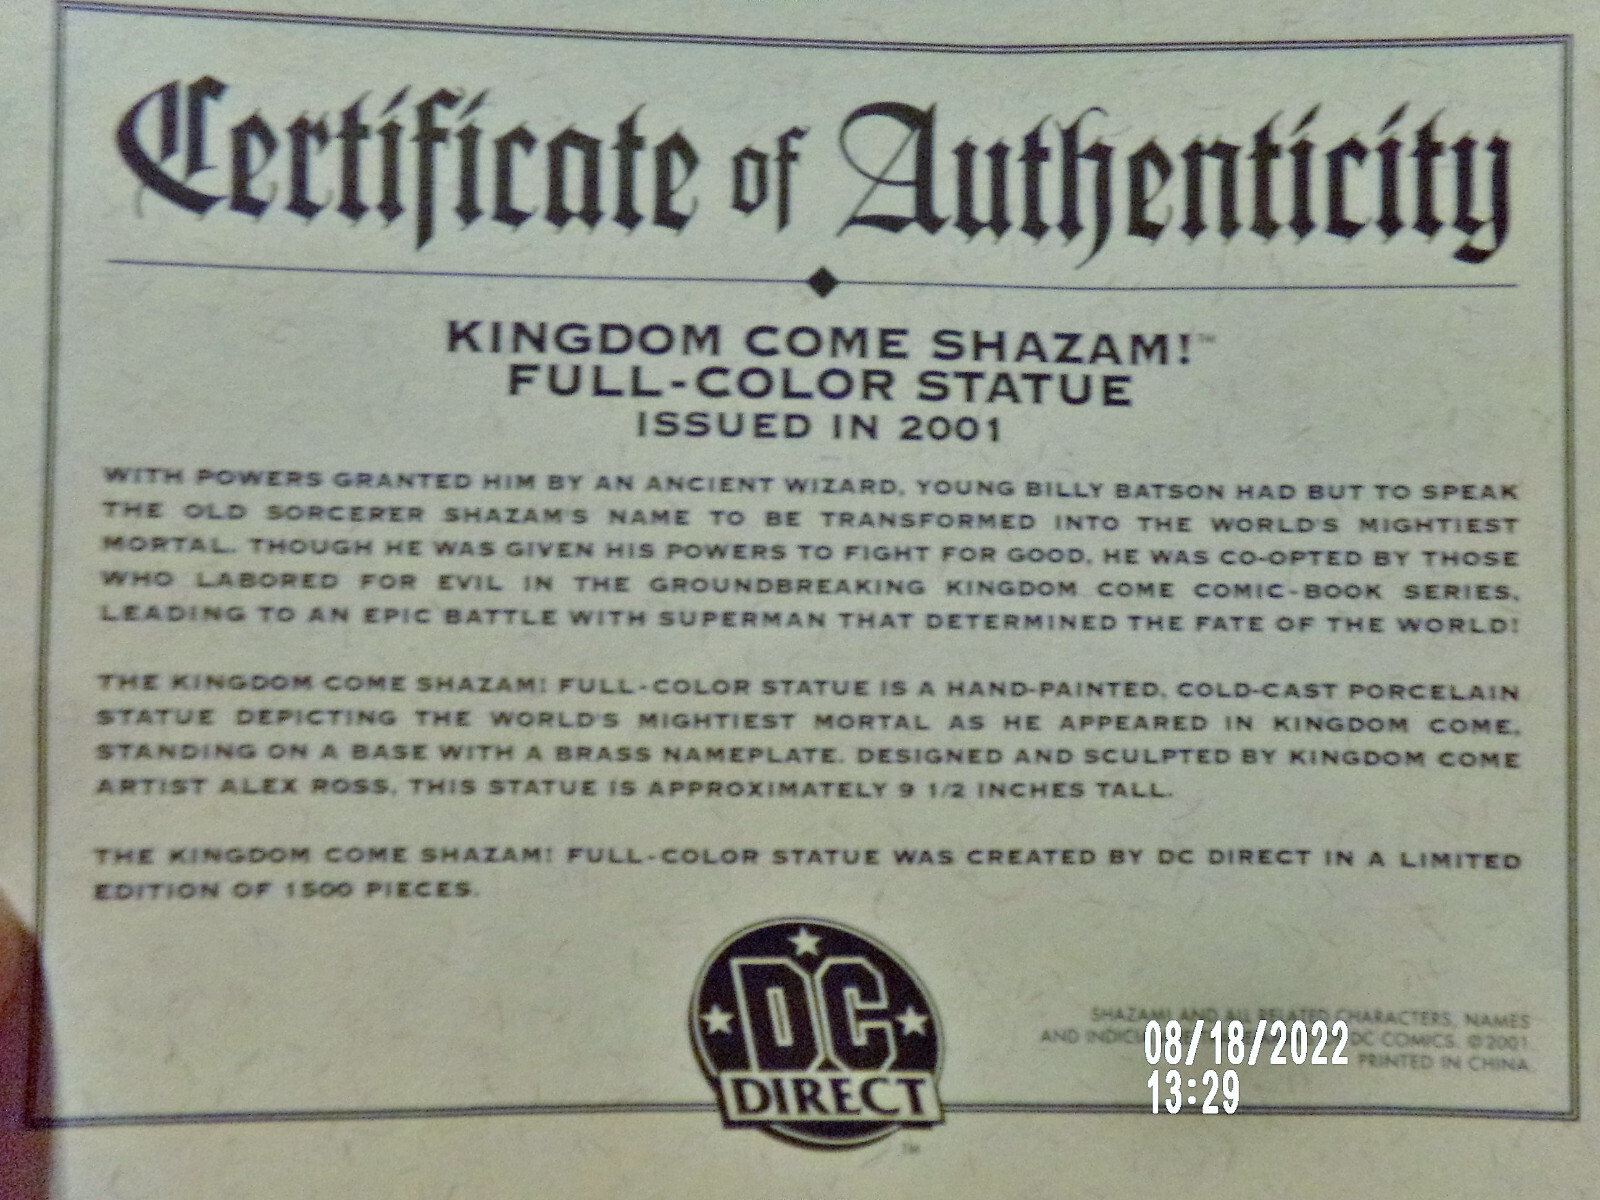 Certificate of Authenticity
KINGDOM COME SHAZAM!™
FULL-COLOR STATUE
ISSUED IN 2001
WITH POWERS GRANTED HIM BY AN ANCIENT WIZARD, YOUNG BILLY BATSON HAD BUT TO SPEAK
THE OLD SORCERER SHAZAM'S NAME TO BE TRANSFORMED INTO THE WORLD'S MIGHTIEST
MORTAL. THOUGH HE WAS GIVEN HIS POWERS TO FIGHT FOR GOOD, HE WAS CO-OPTED BY THOSE
WHO LABORED FOR EVIL IN THE GROUNDBREAKING KINGDOM COME COMIC-BOOK SERIES,
LEADING TO AN EPIC BATTLE WITH SUPERMAN THAT DETERMINED THE FATE OF THE WORLD!
THE KINGDOM COME SHAZAM! FULL-COLOR STATUE IS A HAND-PAINTED, COLD-CAST PORCELAIN
STATUE DEPICTING THE WORLD'S MIGHTIEST MORTAL AS HE APPEARED IN KINGDOM COME,
STANDING ON A BASE WITH A BRASS NAMEPLATE. DESIGNED AND SCULPTED BY KINGDOM COME
ARTIST ALEX ROSS, THIS STATUE IS APPROXIMATELY 9 1/2 INCHES TALL.
THE KINGDOM COME SHAZAM! FULL-COLOR STATUE WAS CREATED BY DC DIRECT IN A LIMITED
EDITION OF 1500 PIECES.
DC
DIRECT
™
SHAZAM! AND ALL RELATED CHARACTERS, NAMES
AND DC COMICS. ©2001
PRINTED IN CHINA.
08/18/2022
13:29